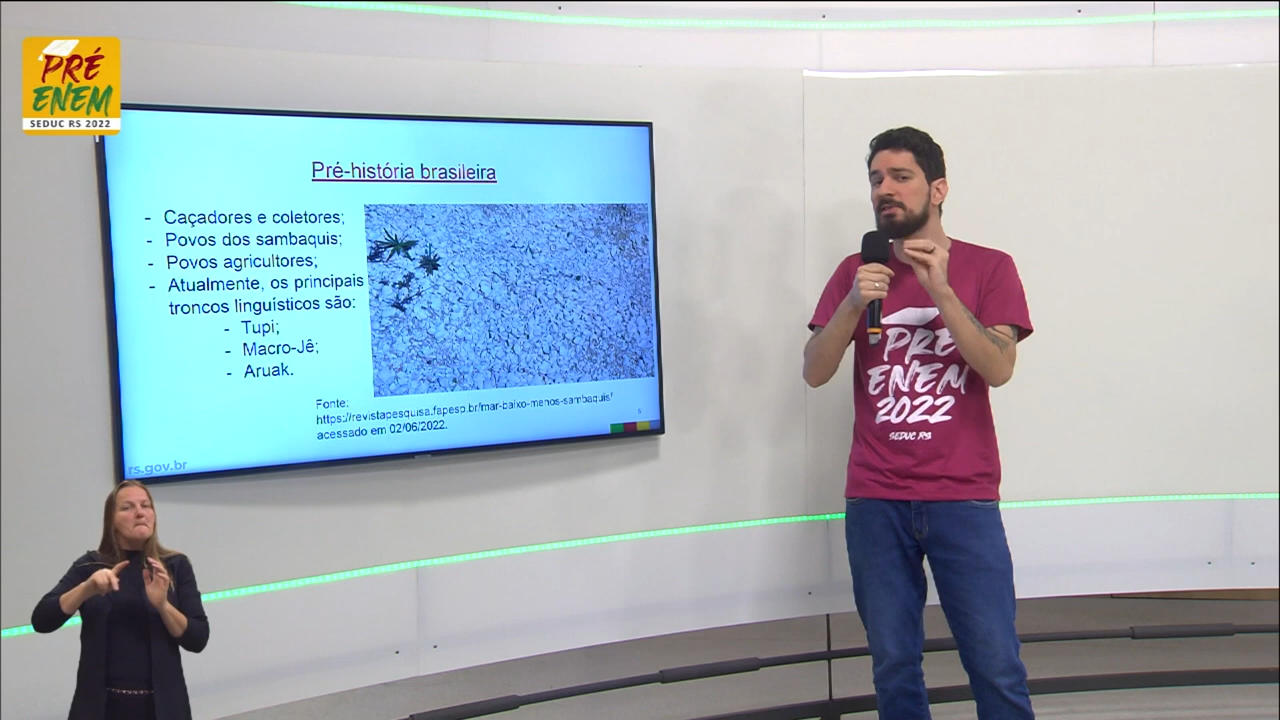 PRÉ
ENEM
SEDUC RS 2022
Pré-história brasileira
- Caçadores e coletores;
- Povos dos sambaquis;
- Povos agricultores;
- Atualmente, os principais
troncos linguísticos são:
- Tupi;
- Macro-Jê;
- Aruak.
Fonte:
https://revistapesquisa.fapesp.br/mar-baixo-menos-sambaquis/
acessado em 02/06/2022.
5
rs.gov.br
PRÉ
ENEM
2022
SEDUC RS